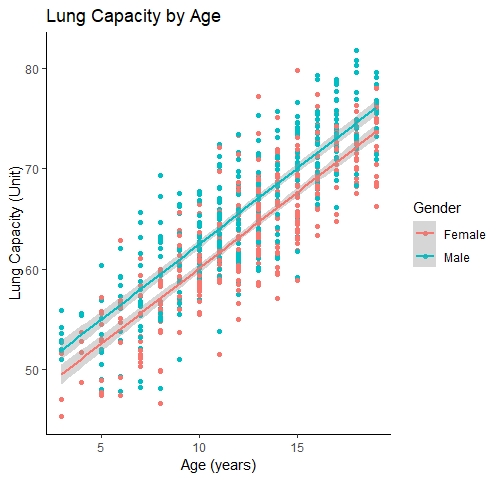 Lung Capacity by Age
Lung Capacity (Unit)
80
70
60
50
5
10
15
Age (years)
Gender
Female
Male